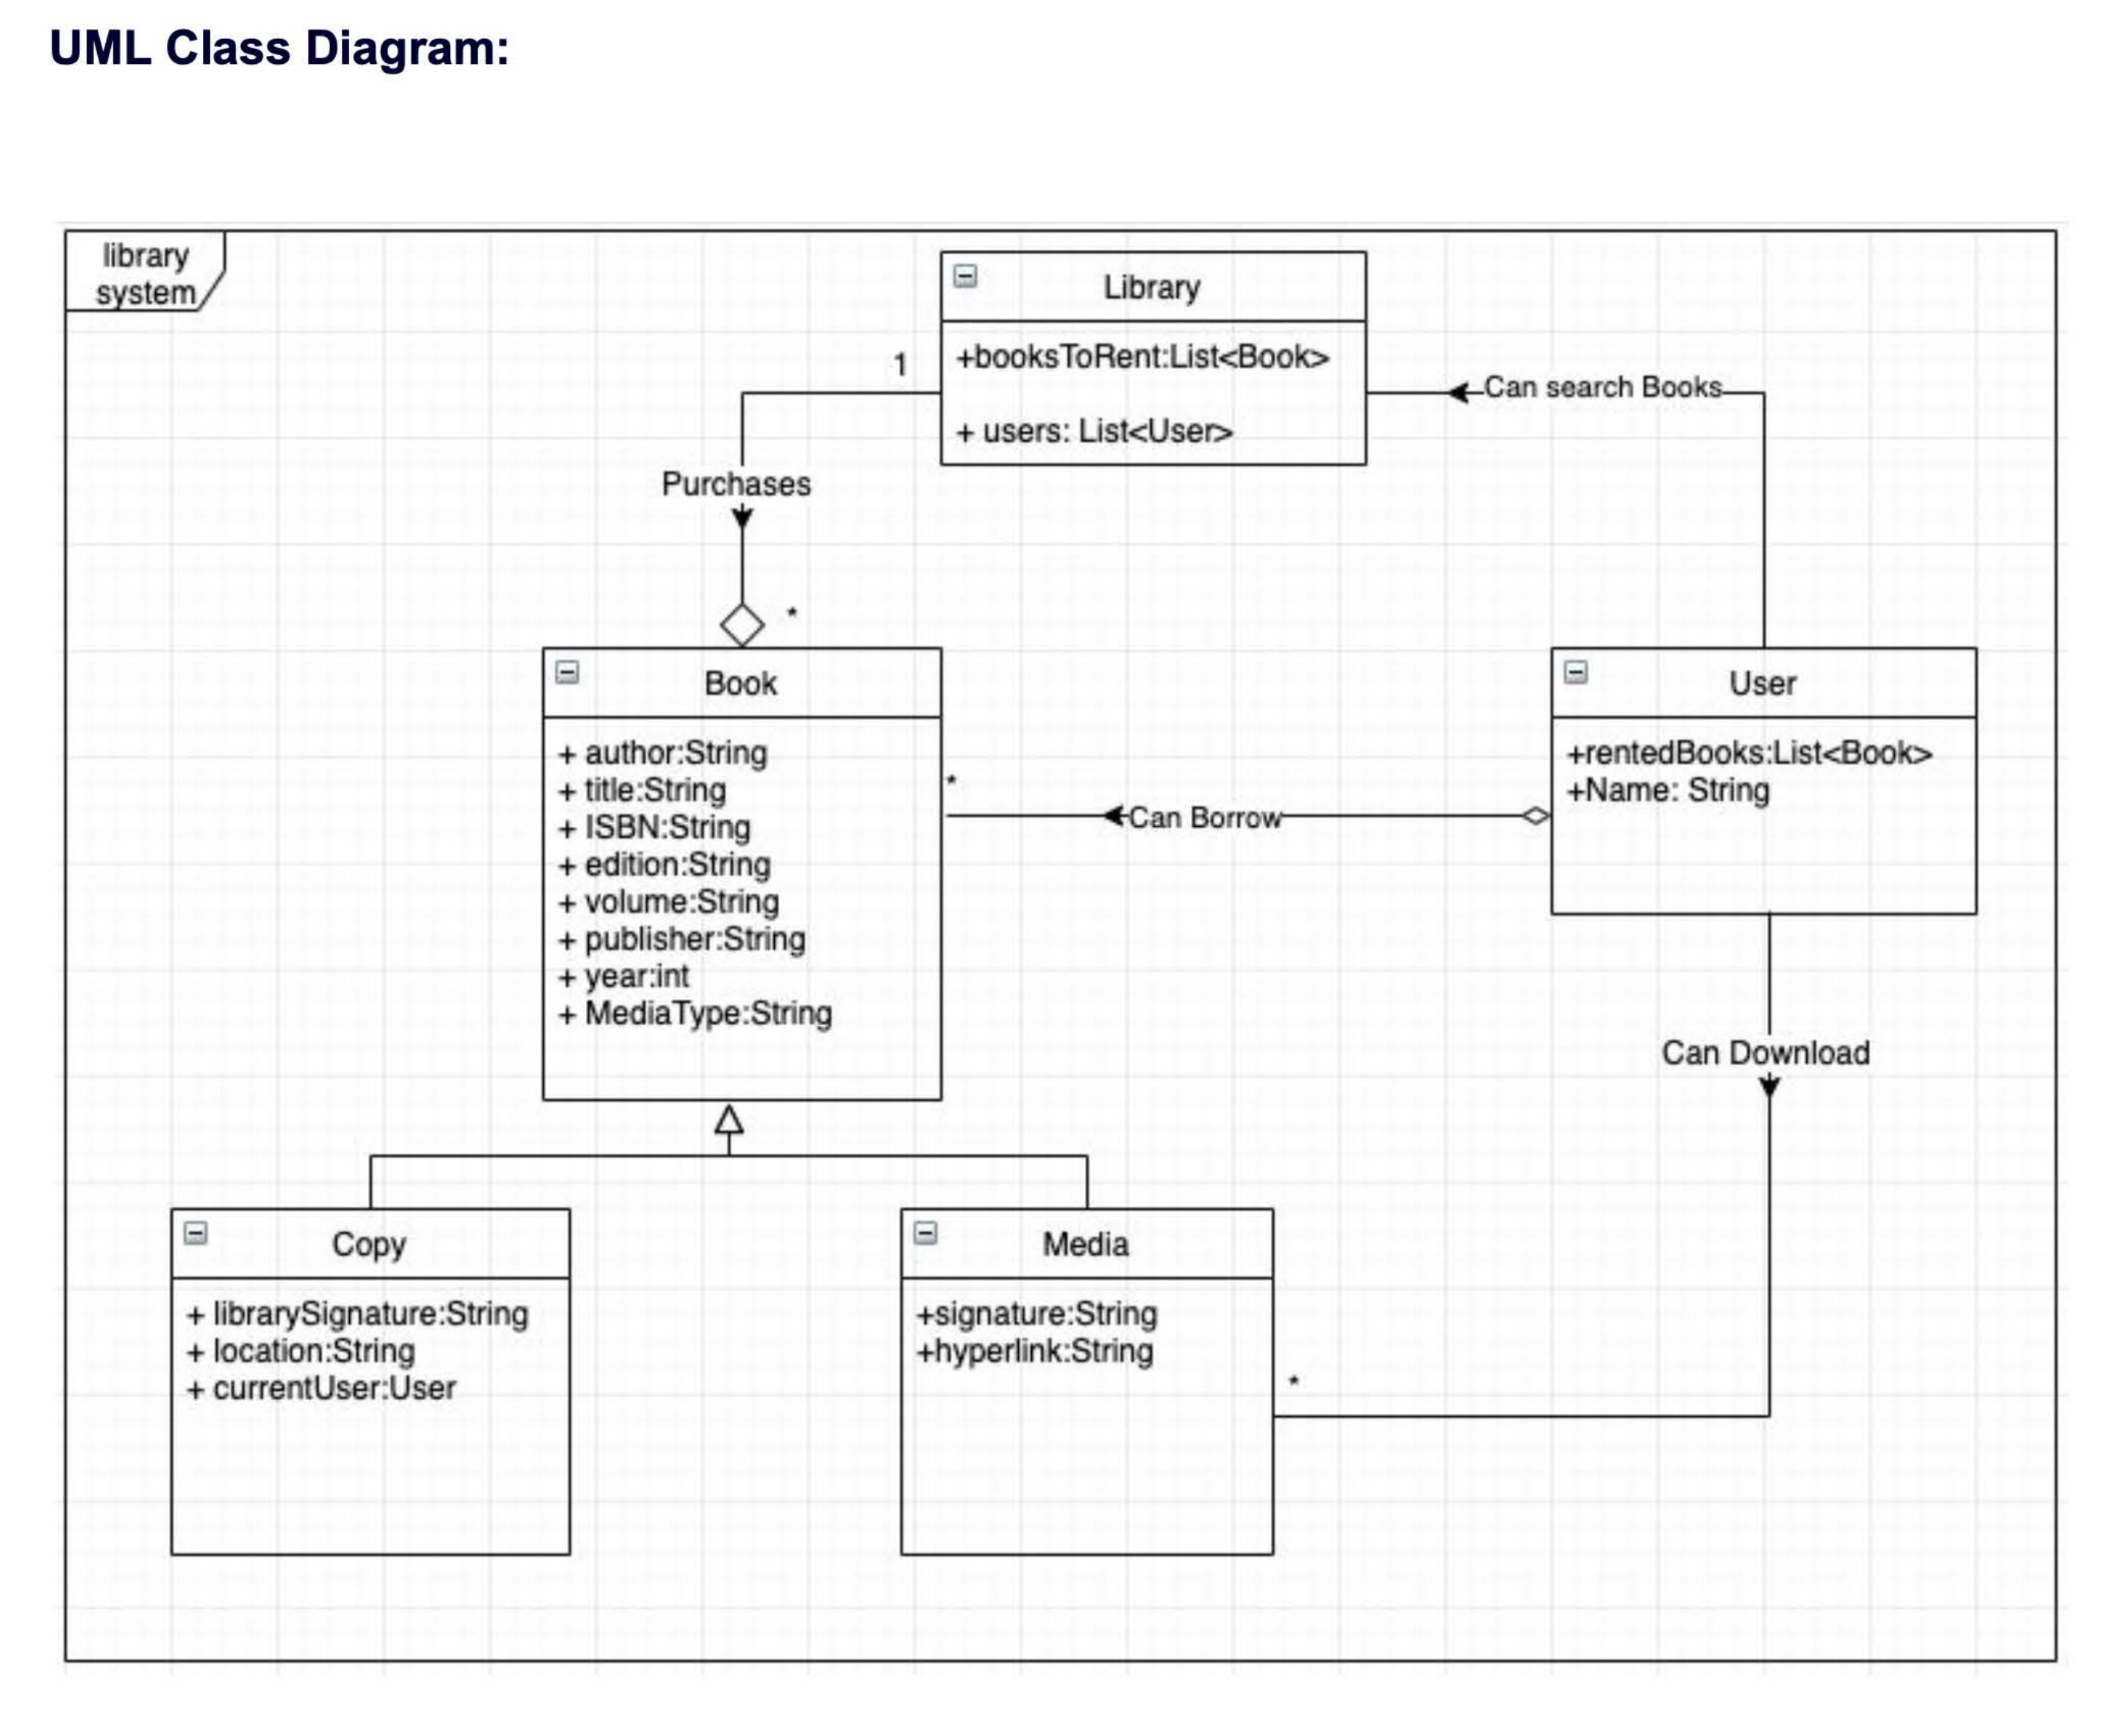 UML Class Diagram:
library
system
Library
+booksToRent:List<Book>
+ users: List<User>
1
Can search Books
Purchases
*
Book
+ author:String
+ title:String
+ ISBN:String
+ edition:String
+ volume:String
+ publisher:String
+ year:int
+ MediaType:String
*
Can Borrow
User
+rentedBooks:List<Book>
+Name: String
Can Download
Copy
+ librarySignature:String
+ location:String
+ currentUser:User
Media
+signature:String
+hyperlink:String
*